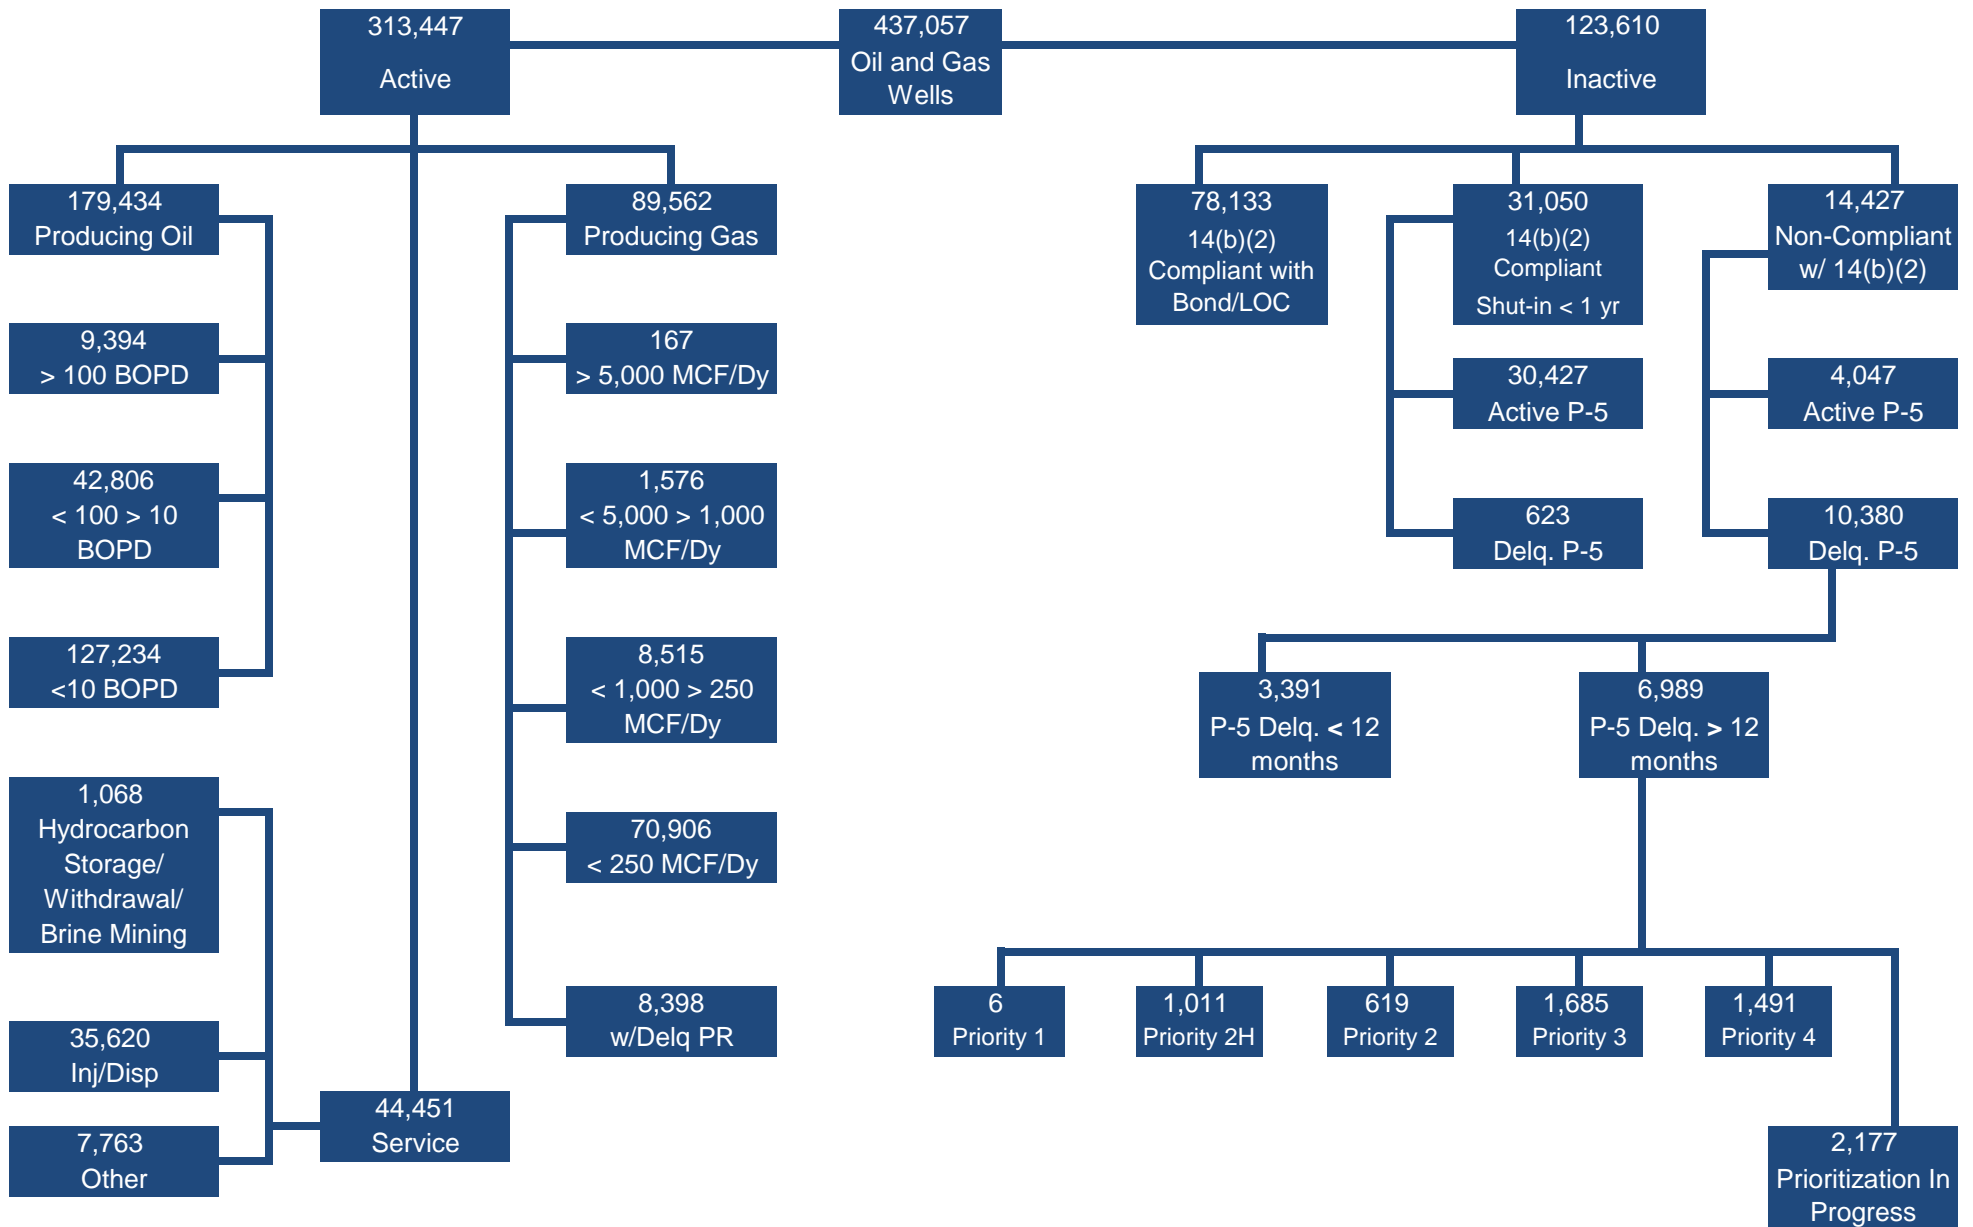 313,447
Active
437,057
Oil and Gas
Wells
123,610
Inactive
179,434
Producing Oil
89,562
Producing Gas
78,133
14(b)(2)
Compliant with
Bond/LOC
31,050
14(b)(2)
Compliant
Shut-in < 1 yr
14,427
Non-Compliant
w/ 14(b)(2)
9,394
> 100 BOPD
167
> 5,000 MCF/Dy
30,427
Active P-5
4,047
Active P-5
42,806
< 100 > 10
BOPD
1,576
< 5,000 > 1,000
MCF/Dy
623
Delq. P-5
10,380
Delq. P-5
127,234
<10 BOPD
8,515
< 1,000 > 250
MCF/Dy
3,391
P-5 Delq. < 12
months
6,989
P-5 Delq. > 12
months
1,068
Hydrocarbon
Storage/
Withdrawal/
Brine Mining
70,906
< 250 MCF/Dy
8,398
w/Delq PR
6
Priority 1
1,011
Priority 2H
619
Priority 2
1,685
Priority 3
1,491
Priority 4
35,620
Inj/Disp
44,451
Service
7,763
Other
2,177
Prioritization In
Progress